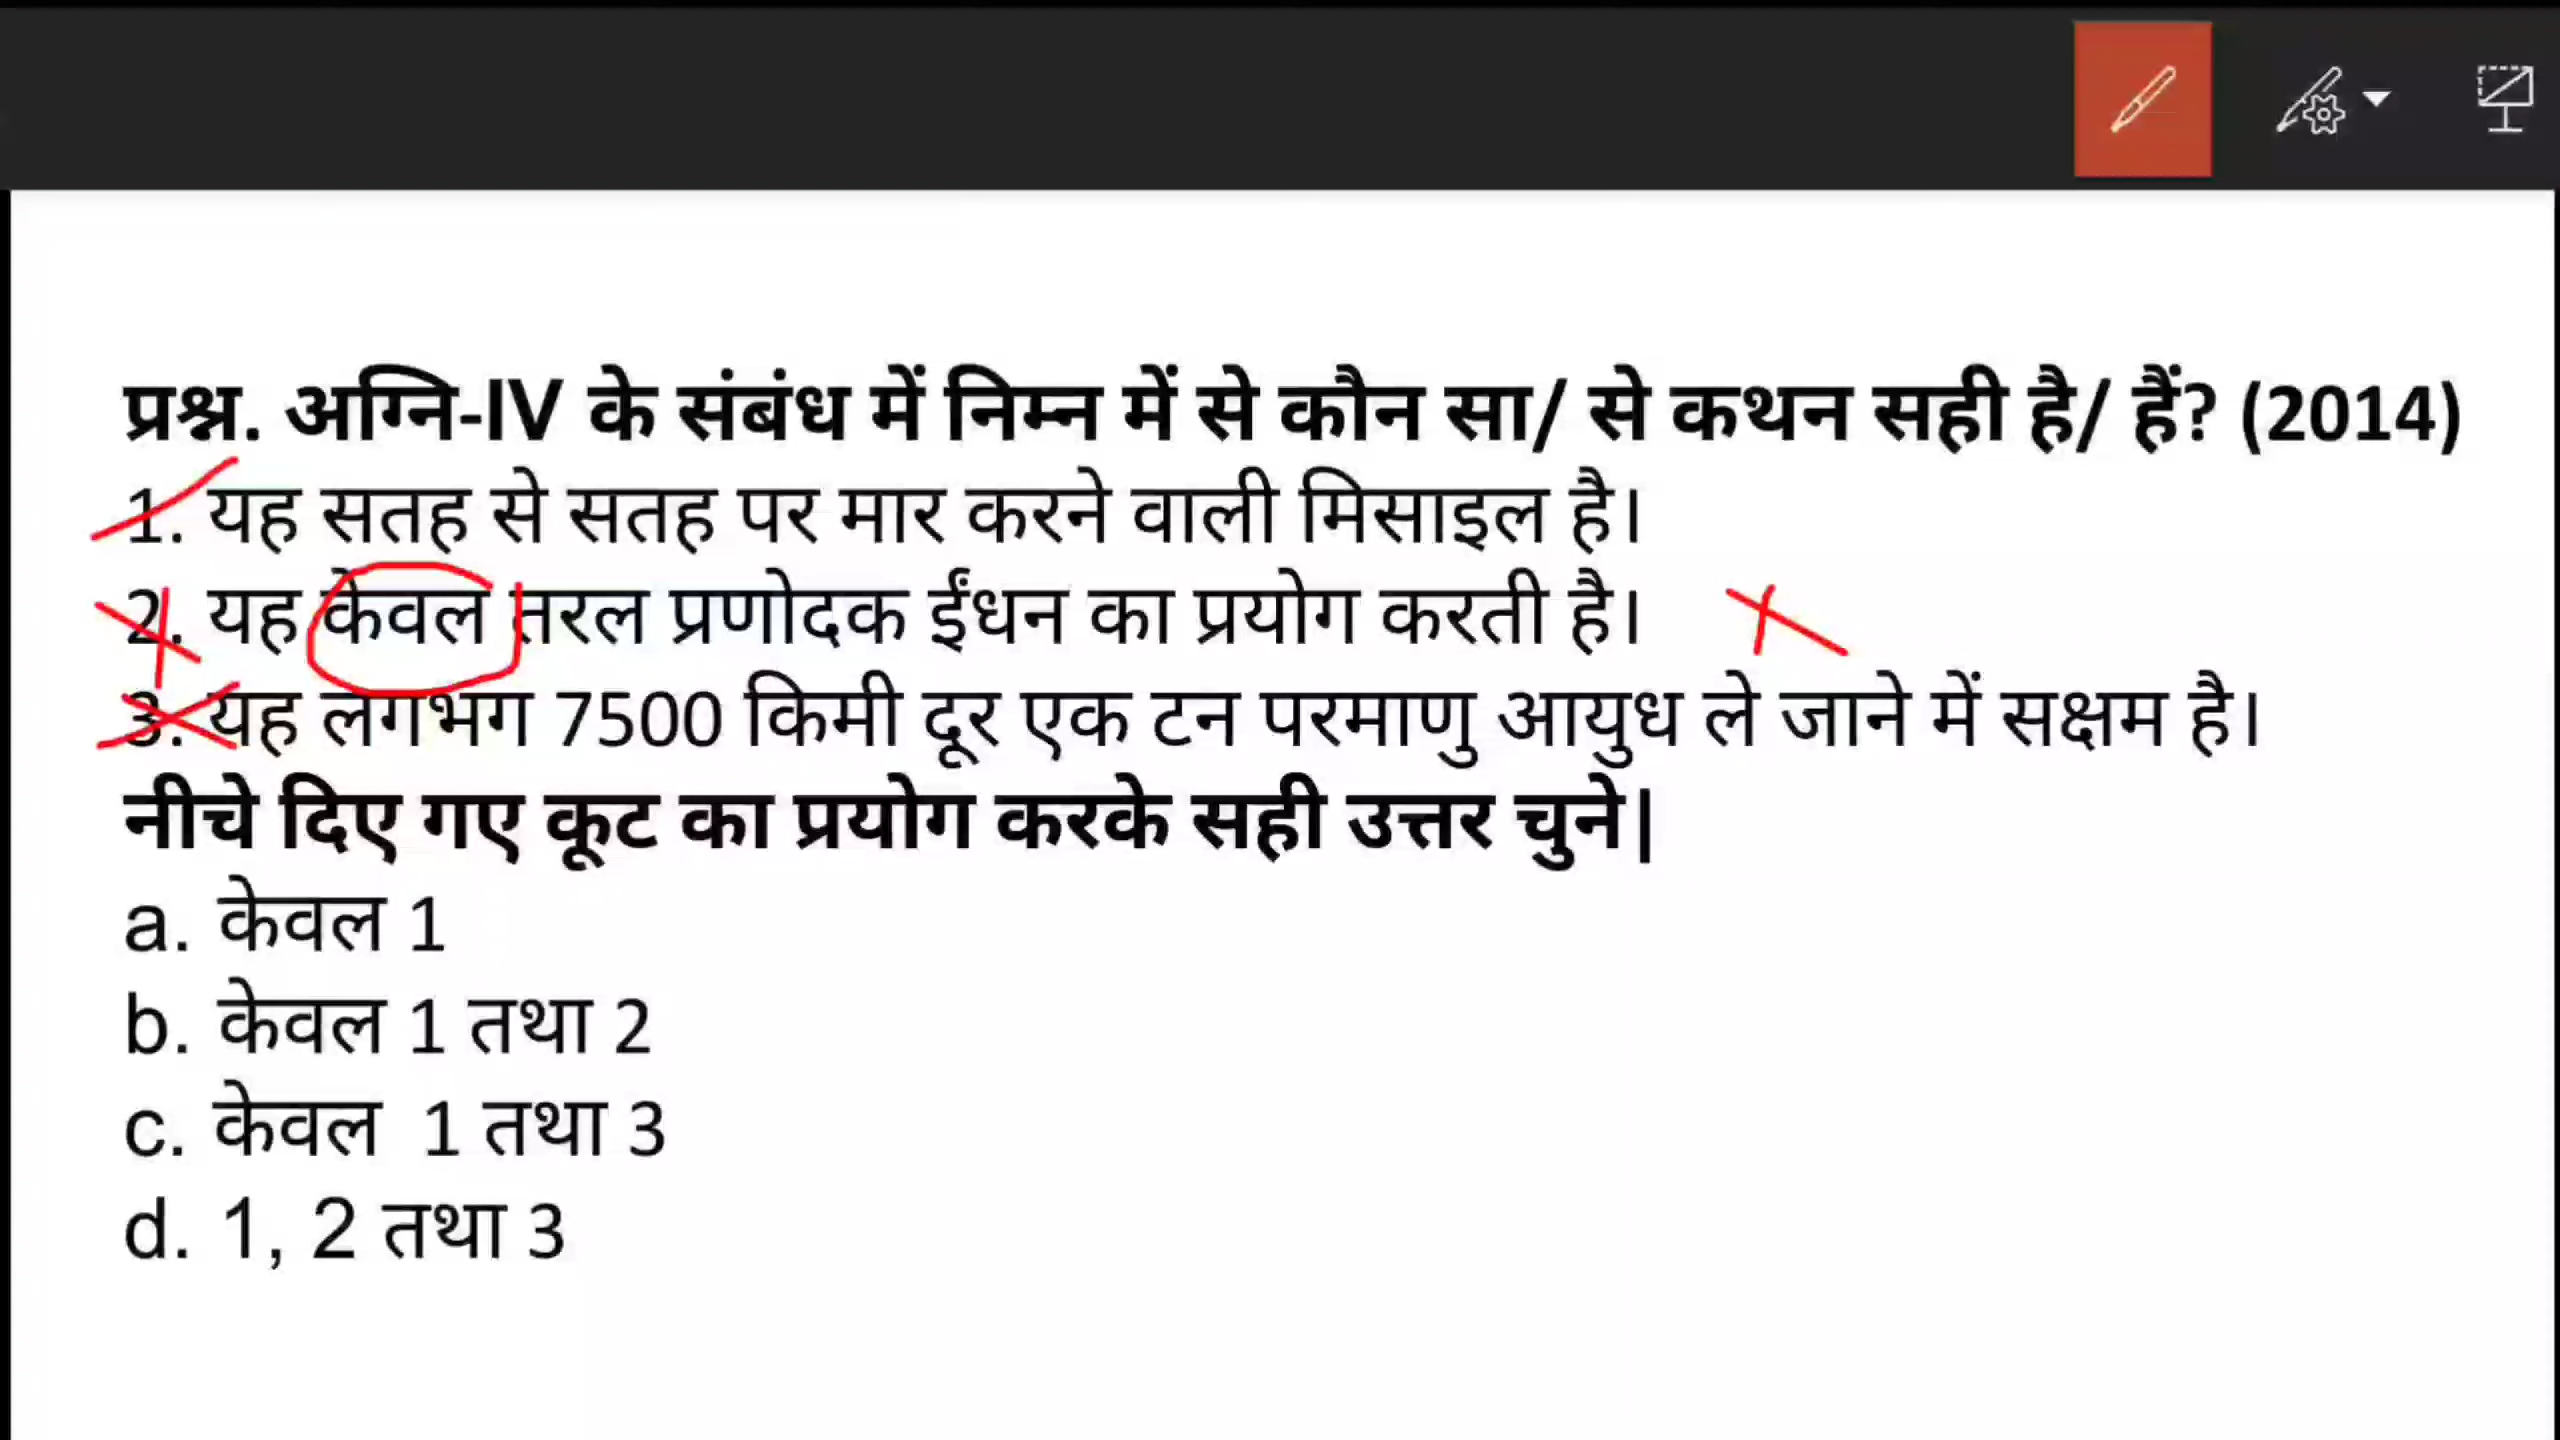 प्रश्न. अग्नि-IV के संबंध में निम्न में से कौन सा/ से कथन सही है/ हैं? (2014)
1. यह सतह से सतह पर मार करने वाली मिसाइल है।
2. यह केवल तरल प्रणोदक ईंधन का प्रयोग करती है।
3. यह लगभग 7500 किमी दूर एक टन परमाणु आयुध ले जाने में सक्षम है।
नीचे दिए गए कूट का प्रयोग करके सही उत्तर चुने|
a. केवल 1
b. केवल 1 तथा 2
c. केवल 1 तथा 3
d. 1, 2 तथा 3